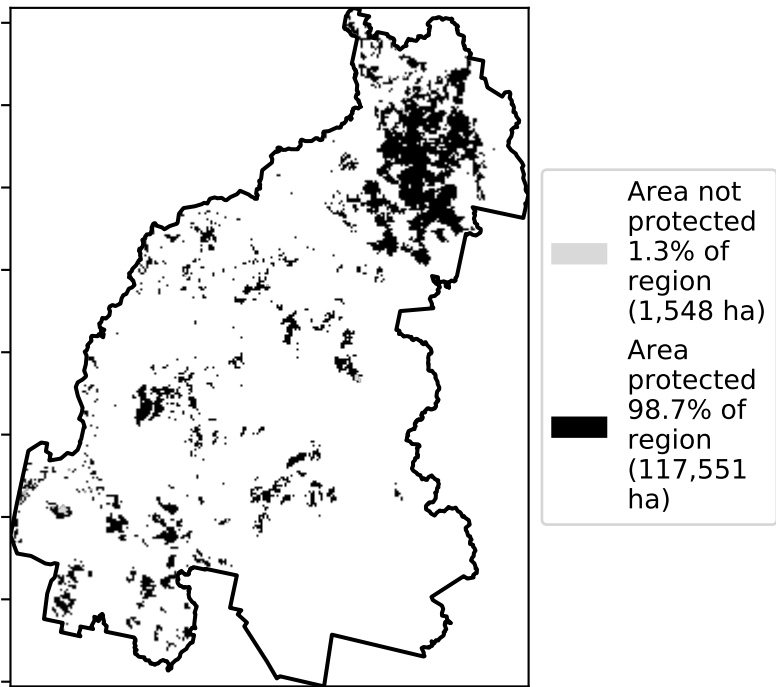 Area not
protected
1.3% of
region
(1,548 ha)
Area
protected
98.7% of
region
(117,551
ha)